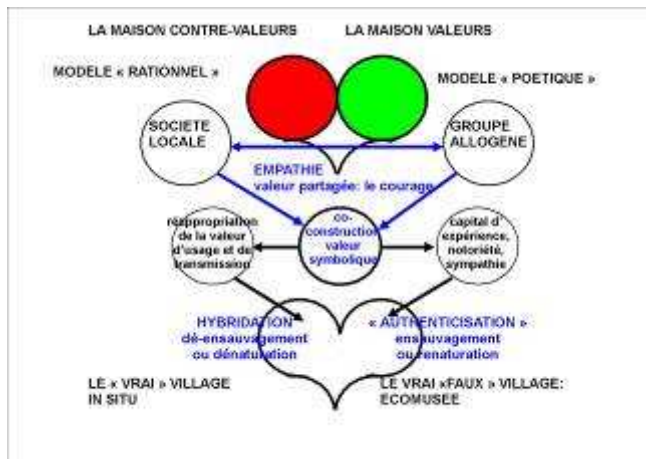 LA MAISON CONTRE-VALEURS
LA MAISON VALEURS
MODELE « RATIONNEL »
MODELE « POETIQUE »
SOCIETE
LOCALE
GROUPE
ALLOGENE
EMPATHIE
valeur partagée: le courage
réappropriation
de la valeur
d'usage et de
transmission
co-
construction
valeur
symbolique
capital d'
expérience,
notoriété,
sympathie
HYBRIDATION
dé-ensauvagement
ou dénaturation
« AUTHENTICISATION »
ensauvagement
ou renaturation
LE « VRAI » VILLAGE
IN SITU
LE VRAI «FAUX » VILLAGE:
ECOMUSEE